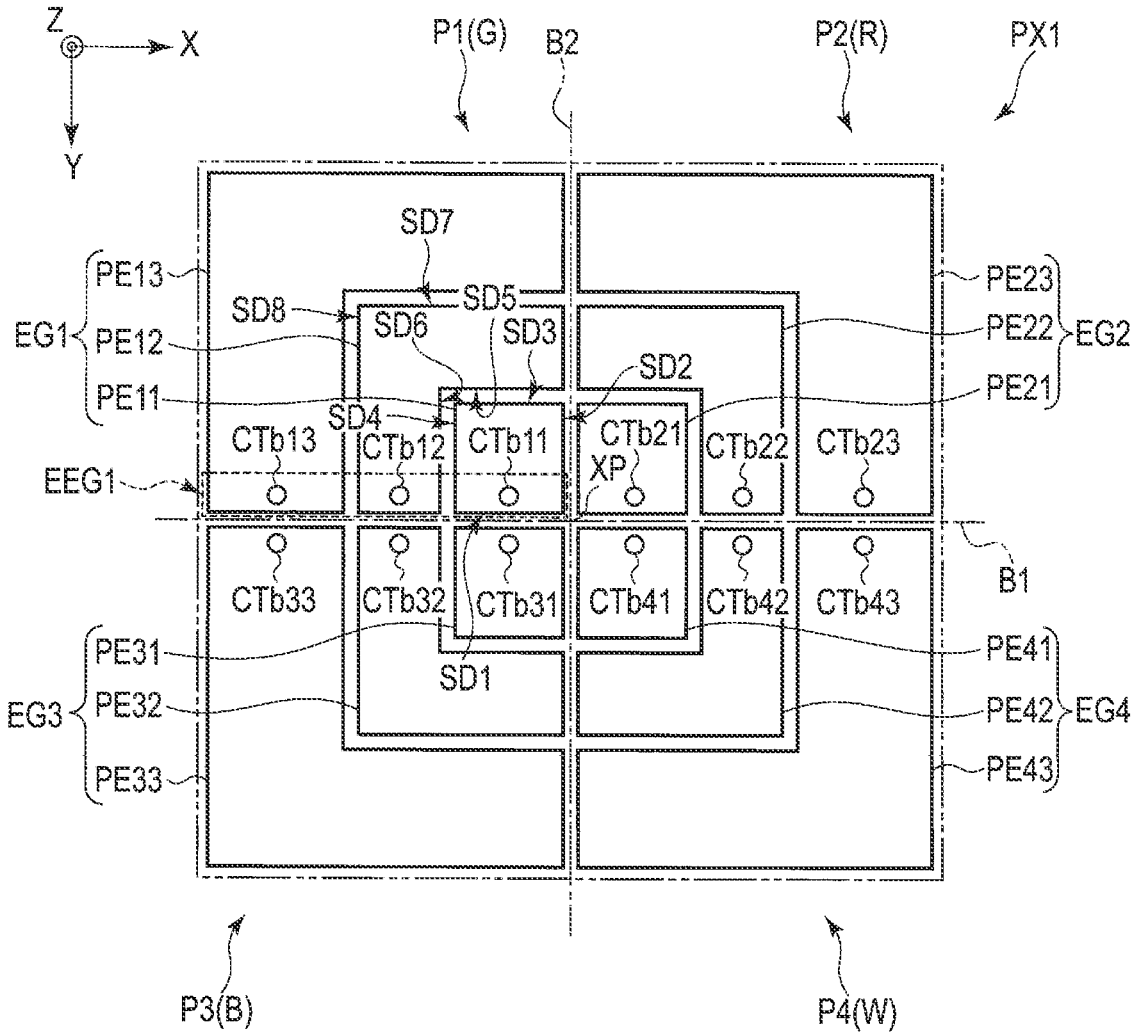 Z X P1(G) B2 P2(R) PX1
Y
SD7
PE13 SD5 PE23
SD8 SD6 SD3
EG1 PE12 SD2 PE22 EG2
PE11 SD4 PE21
CTb13 CTb12 CTb11 CTb21 CTb22 CTb23
EEG1 XP
B1
CTb33 CTb32 CTb31 CTb41 CTb42 CTb43
PE31 SD1 PE41
EG3 PE32 PE42 EG4
PE33 PE43
P3(B) P4(W)